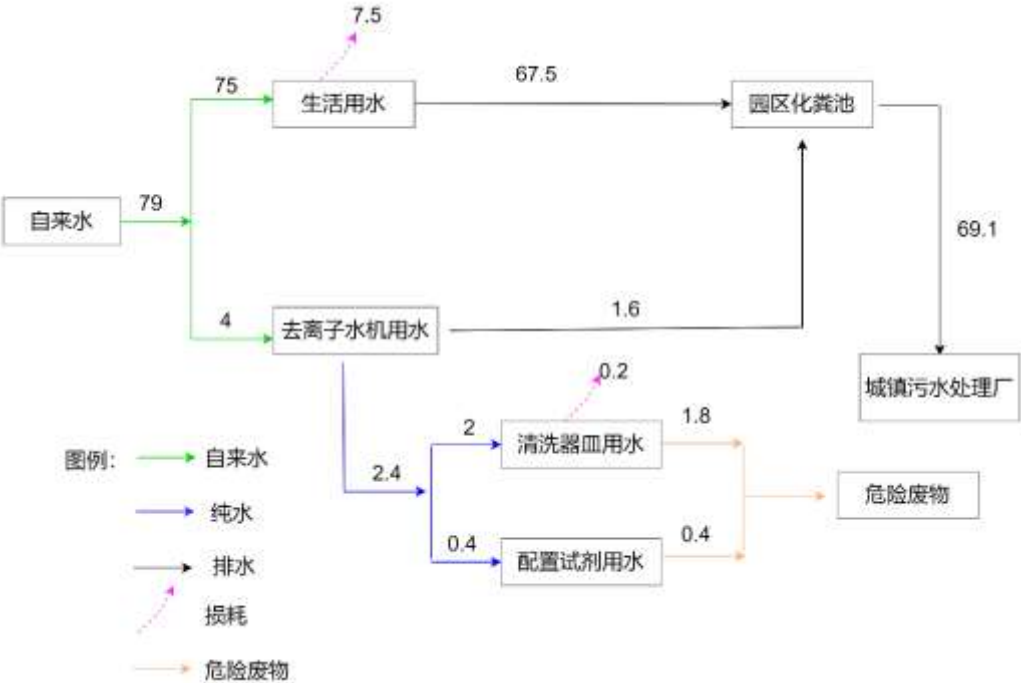 7.5
75
生活用水
67.5
园区化粪池
自来水
79
69.1
4
去离子水机用水
1.6
城镇污水处理厂
0.2
2
清洗器皿用水
1.8
2.4
危险废物
0.4
配置试剂用水
0.4
图例：
自来水
纯水
排水
损耗
危险废物